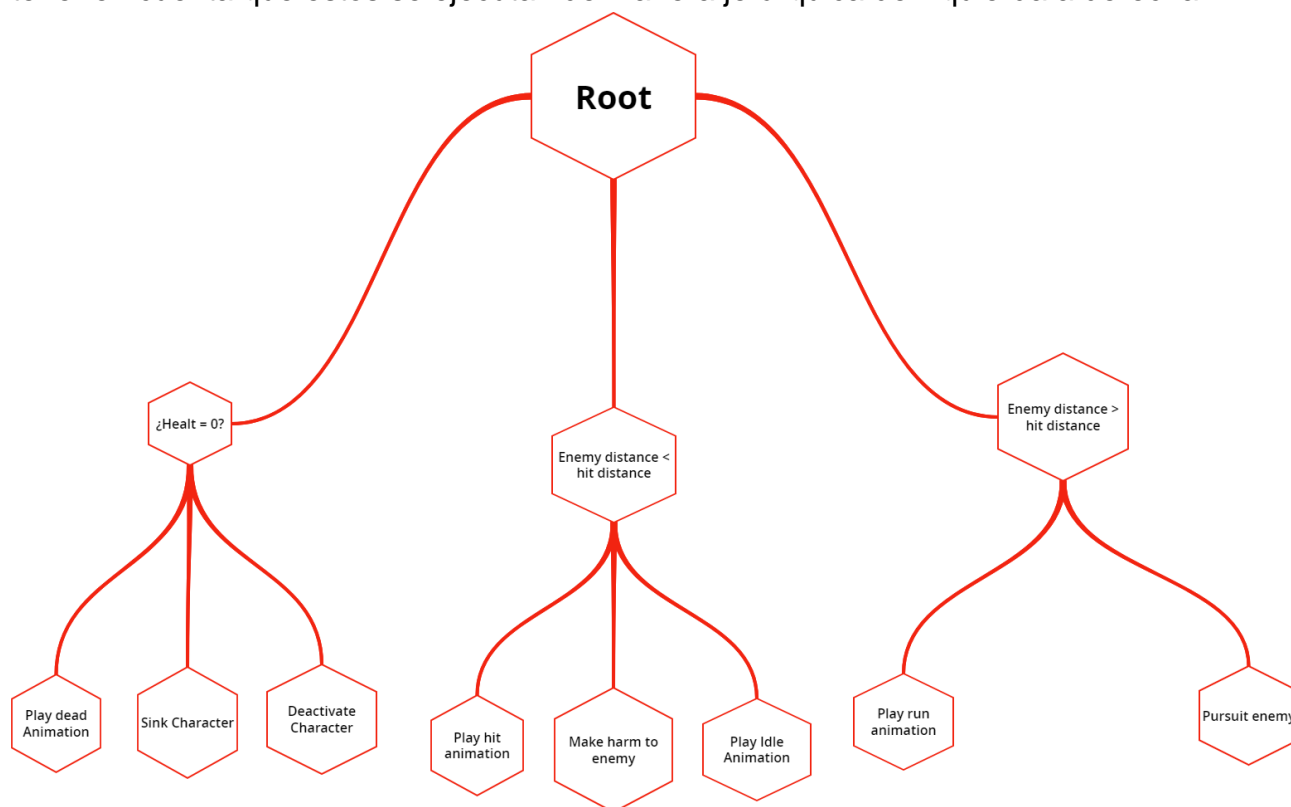 Root
¿Healt = 0?
Enemy distance <
hit distance
Enemy distance >
hit distance
Play dead
Animation
Sink Character
Deactivate
Character
Play hit
animation
Make harm to
enemy
Play Idle
Animation
Play run
animation
Pursuit enemy